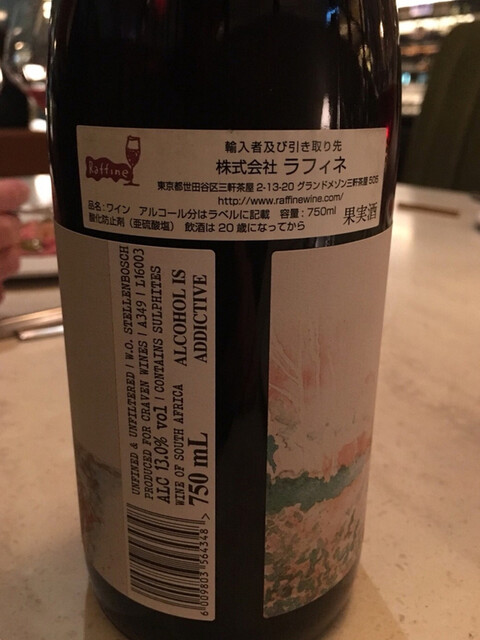 Raffine
輸入者及び引き取り先
株式会社 ラフィネ
東京都世田谷区三軒茶屋 2-13-20 グランドメゾン三軒茶屋 505
http://www.raffinewine.com/
品名:ワイン アルコール分はラベルに記載 容量:750ml 果実酒
酸化防止剤(亜硫酸塩) 飲酒は20歳になってから
UNFINED & UNFILTERED | W.O. STELLENBOSCH
PRODUCED FOR CRAVEN WINES | A349 | L16003
ALC 13.0% vol | CONTAINS SULPHITES
WINE OF SOUTH AFRICA
750 mL
ALCOHOL IS
ADDICTIVE
6 009803 564348 >